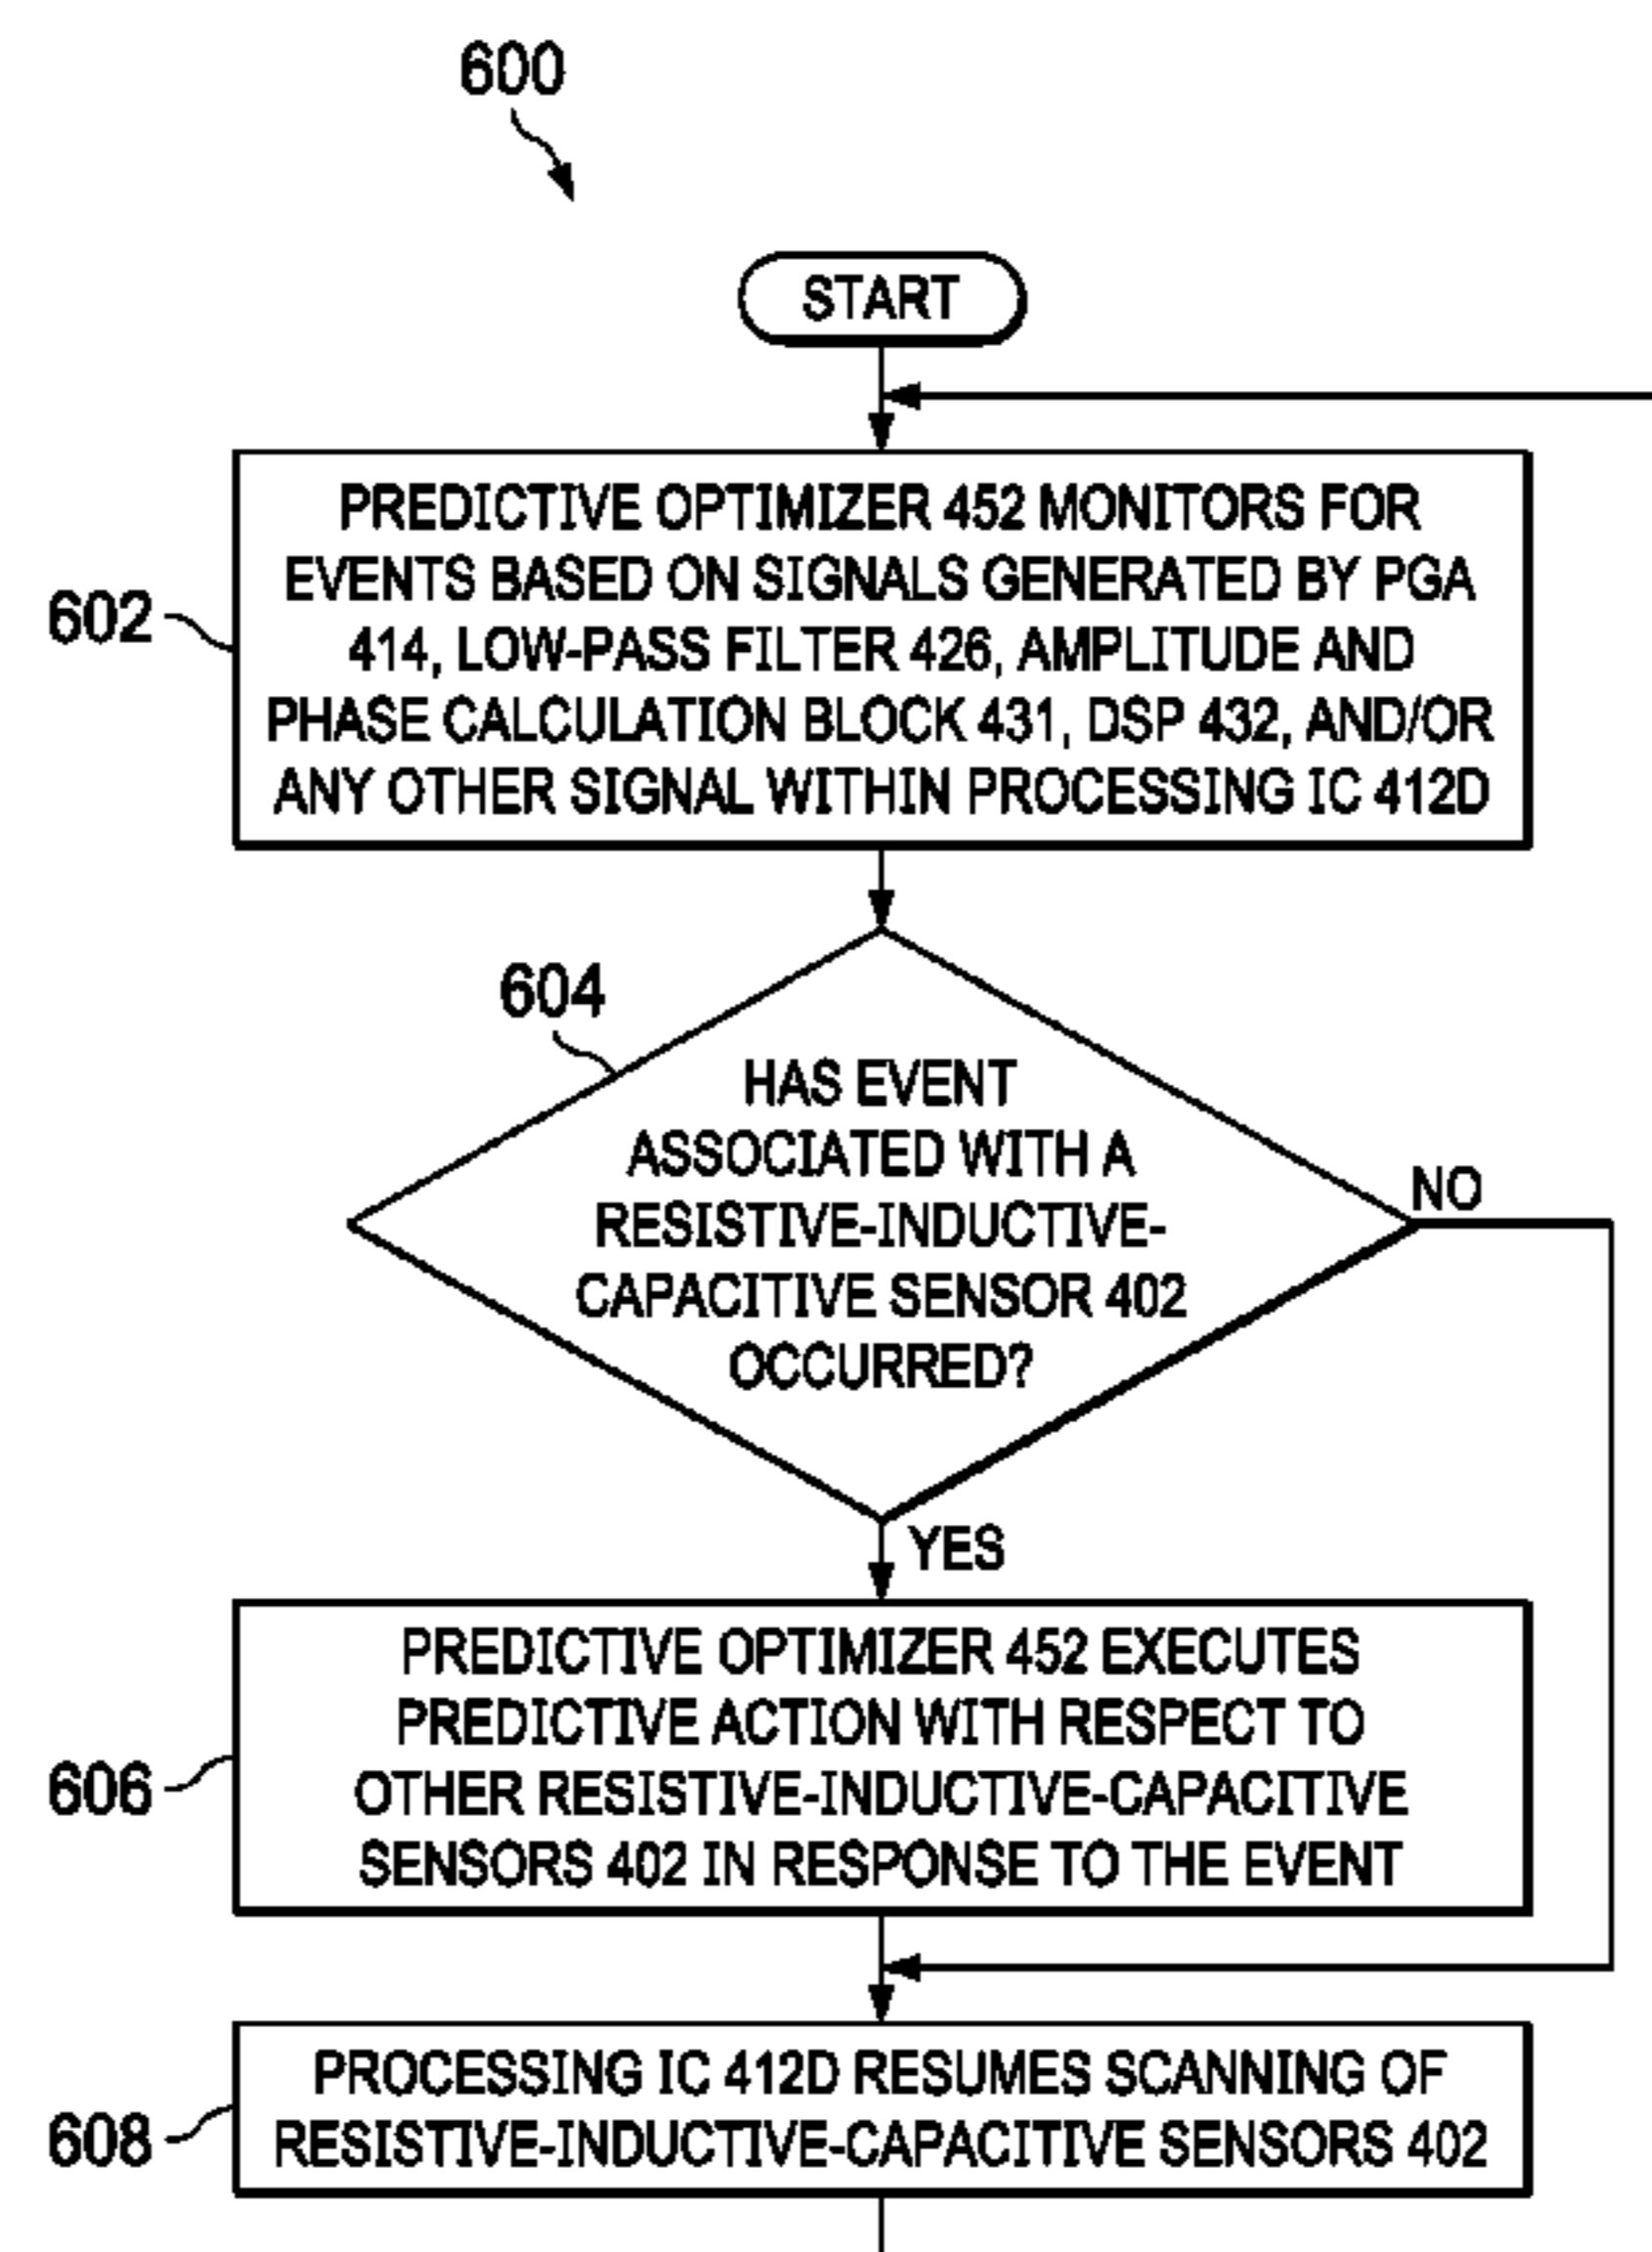 600
START
602
PREDICTIVE OPTIMIZER 452 MONITORS FOR
EVENTS BASED ON SIGNALS GENERATED BY PGA
414, LOW-PASS FILTER 426, AMPLITUDE AND
PHASE CALCULATION BLOCK 431, DSP 432, AND/OR
ANY OTHER SIGNAL WITHIN PROCESSING IC 412D
604
HAS EVENT
ASSOCIATED WITH A
RESISTIVE-INDUCTIVE-
CAPACITIVE SENSOR 402
OCCURRED?
NO
YES
606
PREDICTIVE OPTIMIZER 452 EXECUTES
PREDICTIVE ACTION WITH RESPECT TO
OTHER RESISTIVE-INDUCTIVE-CAPACITIVE
SENSORS 402 IN RESPONSE TO THE EVENT
608
PROCESSING IC 412D RESUMES SCANNING OF
RESISTIVE-INDUCTIVE-CAPACITIVE SENSORS 402